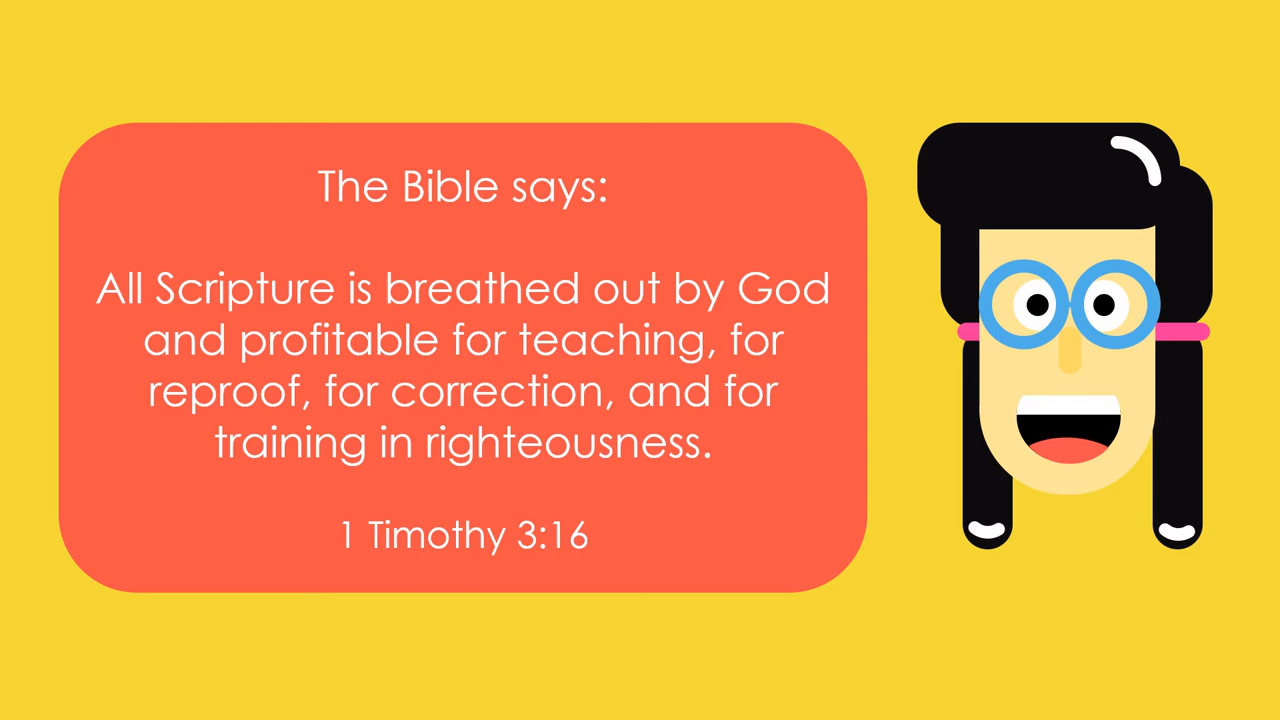 The Bible says:
All Scripture is breathed out by God
and profitable for teaching, for
reproof, for correction, and for
training in righteousness.
1 Timothy 3:16